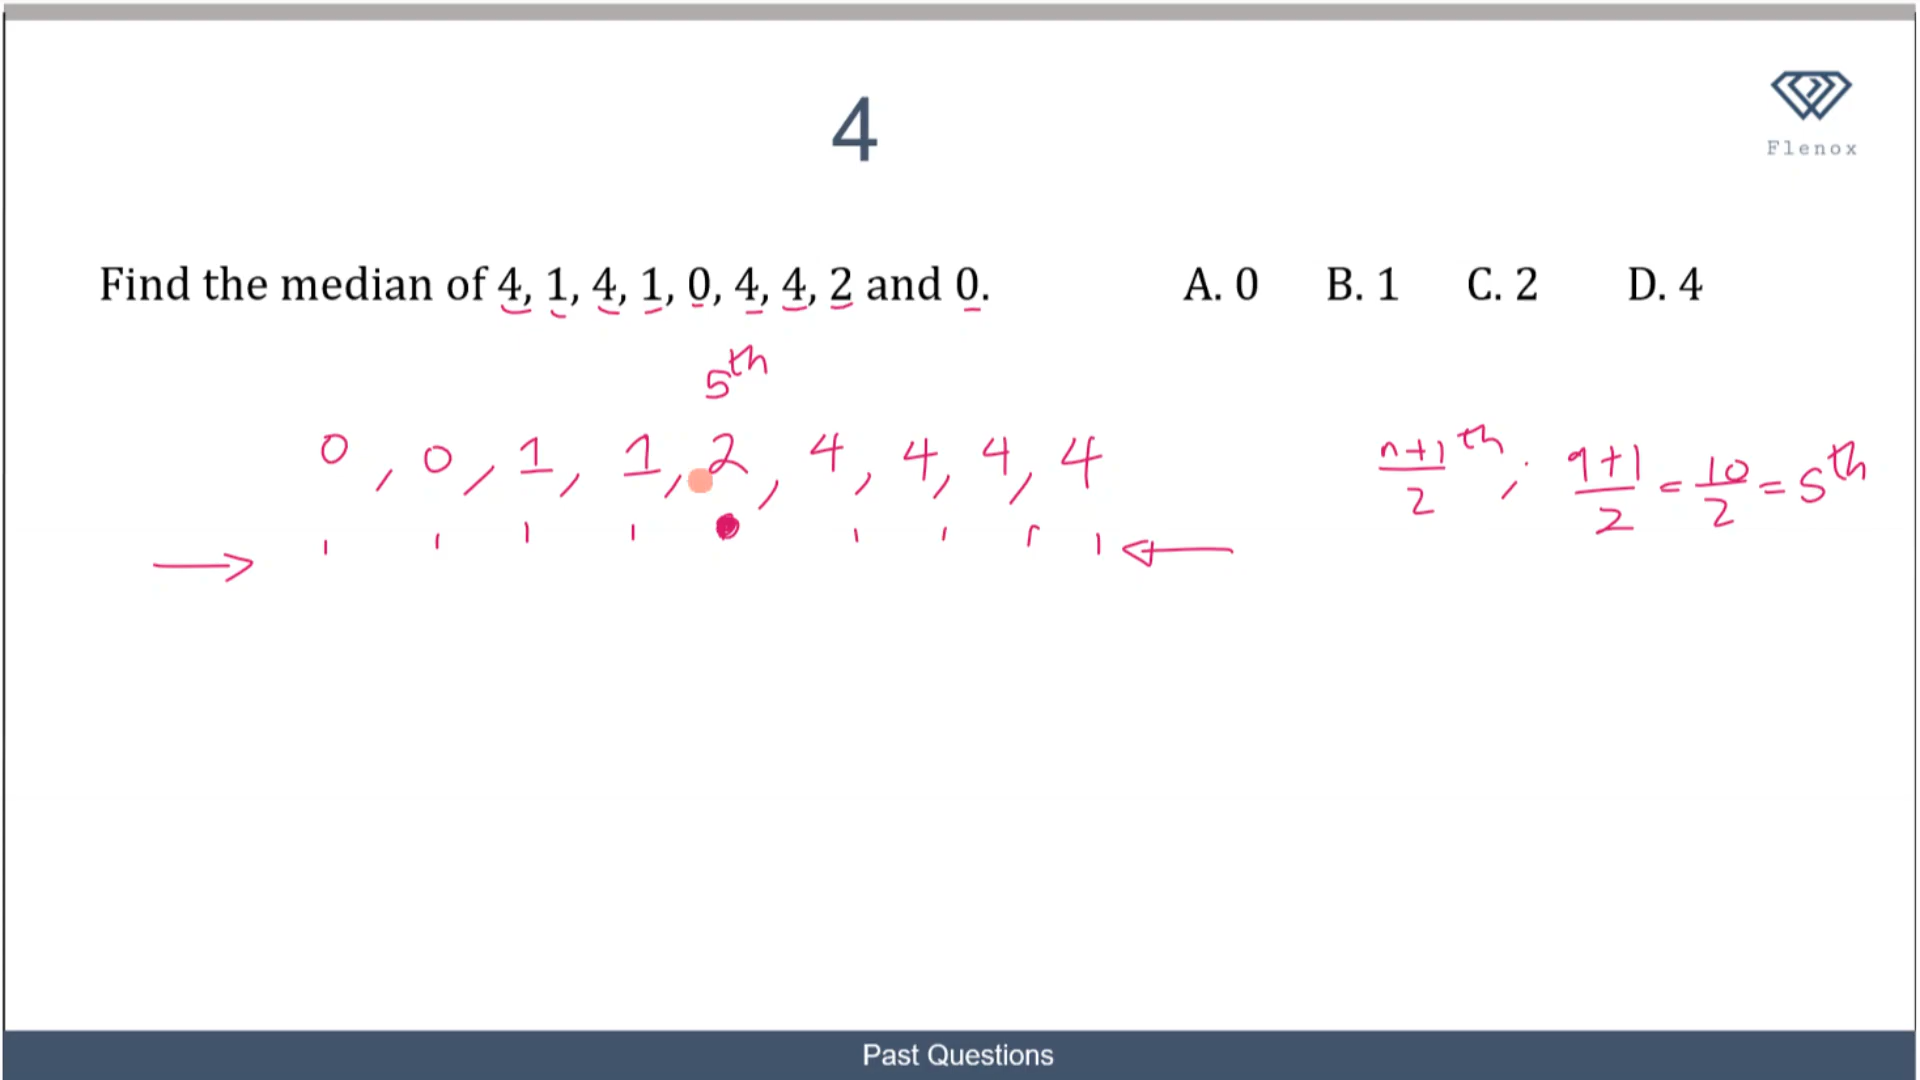 4
Flenox
Find the median of 4, 1, 4, 1, 0, 4, 4, 2 and 0. A. 0 B. 1 C. 2 D. 4
5th
0, 0, 1, 1, 2, 4, 4, 4, 4
n+1/2 th; 9+1/2 = 10/2 = 5th
Past Questions